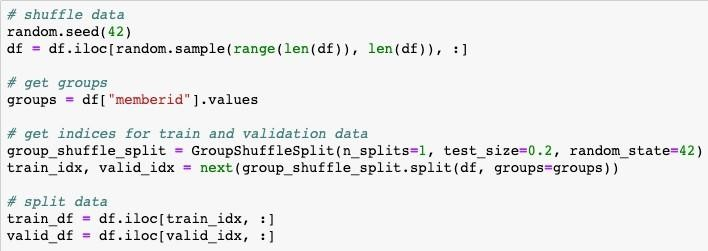 # shuffle data
random.seed(42)
df = df.iloc[random.sample(range(len(df)), len(df)), :]
# get groups
groups = df["memberid"].values
# get indices for train and validation data
group_shuffle_split = GroupShuffleSplit(n_splits=1, test_size=0.2, random_state=42)
train_idx, valid_idx = next(group_shuffle_split.split(df, groups=groups))
# split data
train_df = df.iloc[train_idx, :]
valid_df = df.iloc[valid_idx, :]